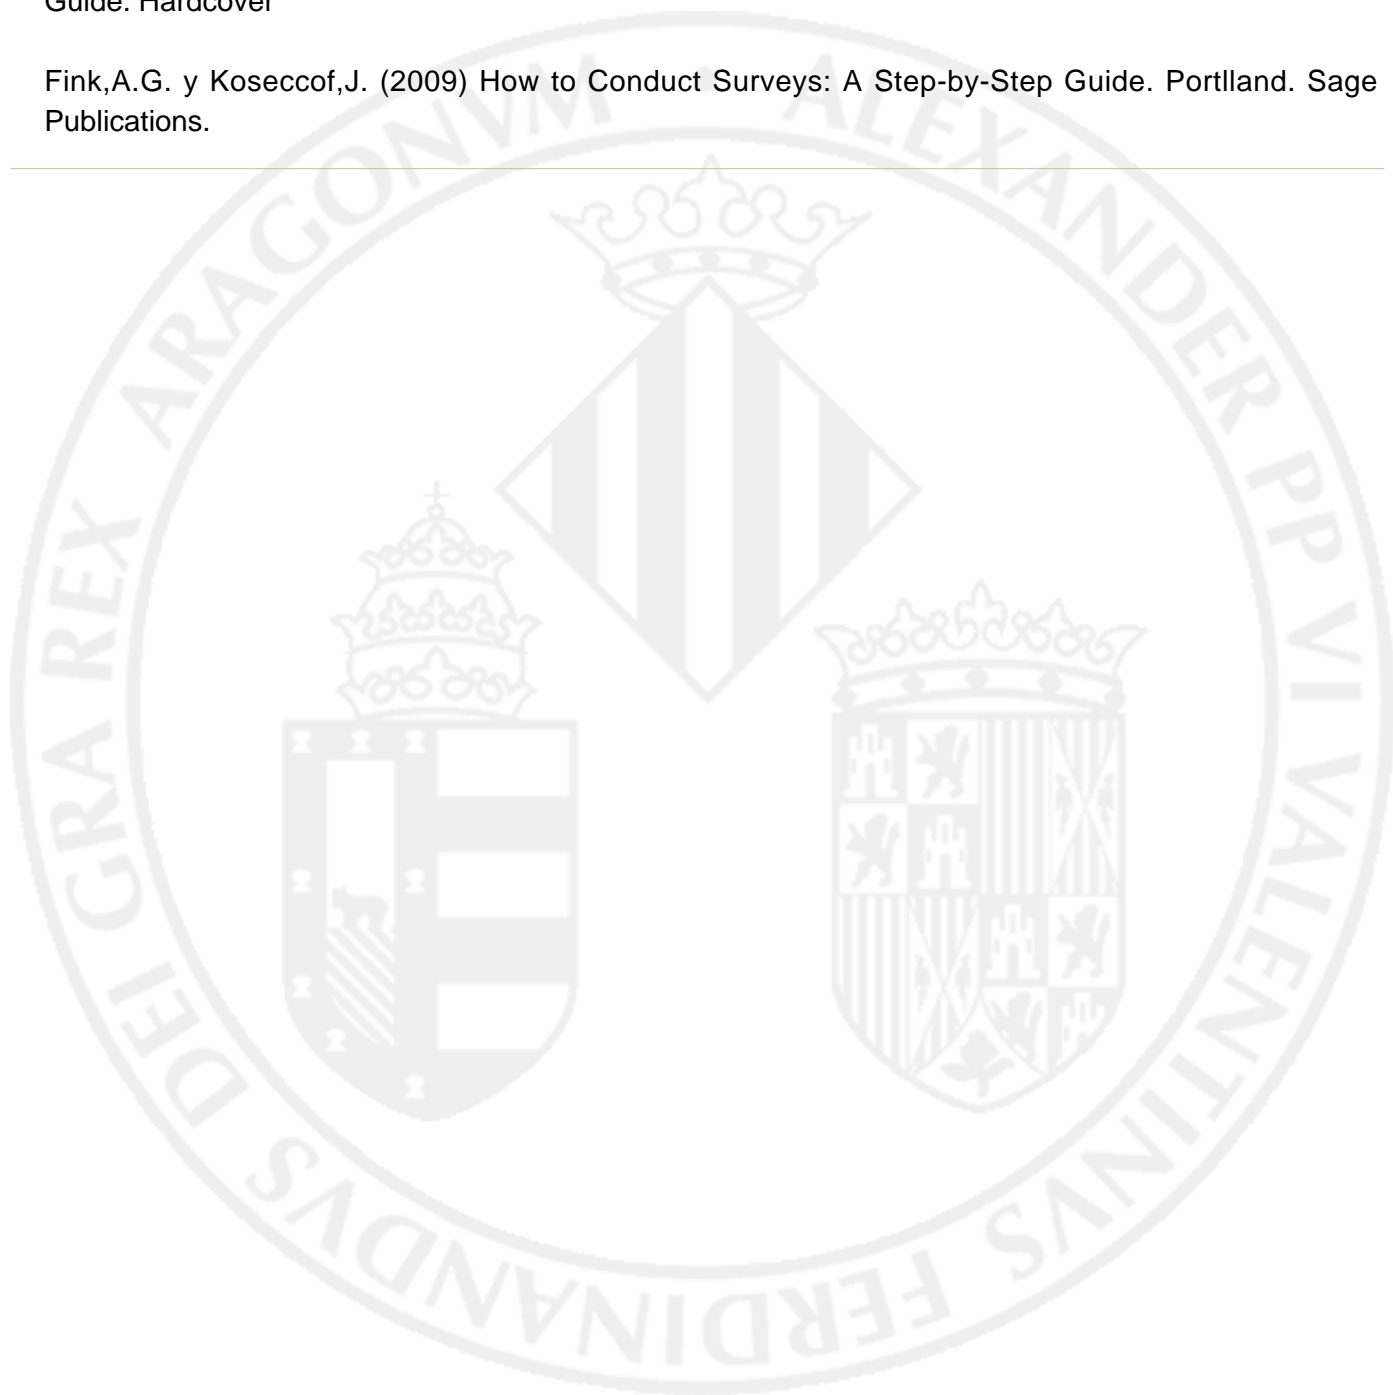 Guide. Hardcover
Fink,A.G. y Koseccof,J. (2009) How to Conduct Surveys: A Step-by-Step Guide. Portlland. Sage
Publications.
FERDINANDVS DEI GRA REX ARAGONVM • ALEXANDER PP VI VALENTINVS